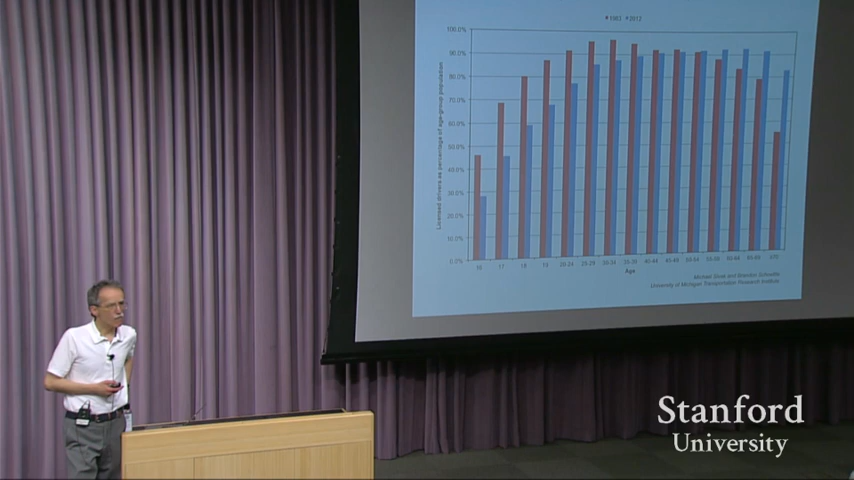 1983 2012
100.0%
90.0%
80.0%
70.0%
60.0%
50.0%
40.0%
30.0%
20.0%
10.0%
0.0%
Licensed drivers as percentage of age-group population
16 17 18 19 20-24 25-29 30-34 35-39 40-44 45-49 50-54 55-59 60-64 65-69 ≥70
Age
Michael Sivak and Brandon Schoettle
University of Michigan Transportation Research Institute
Stanford
University